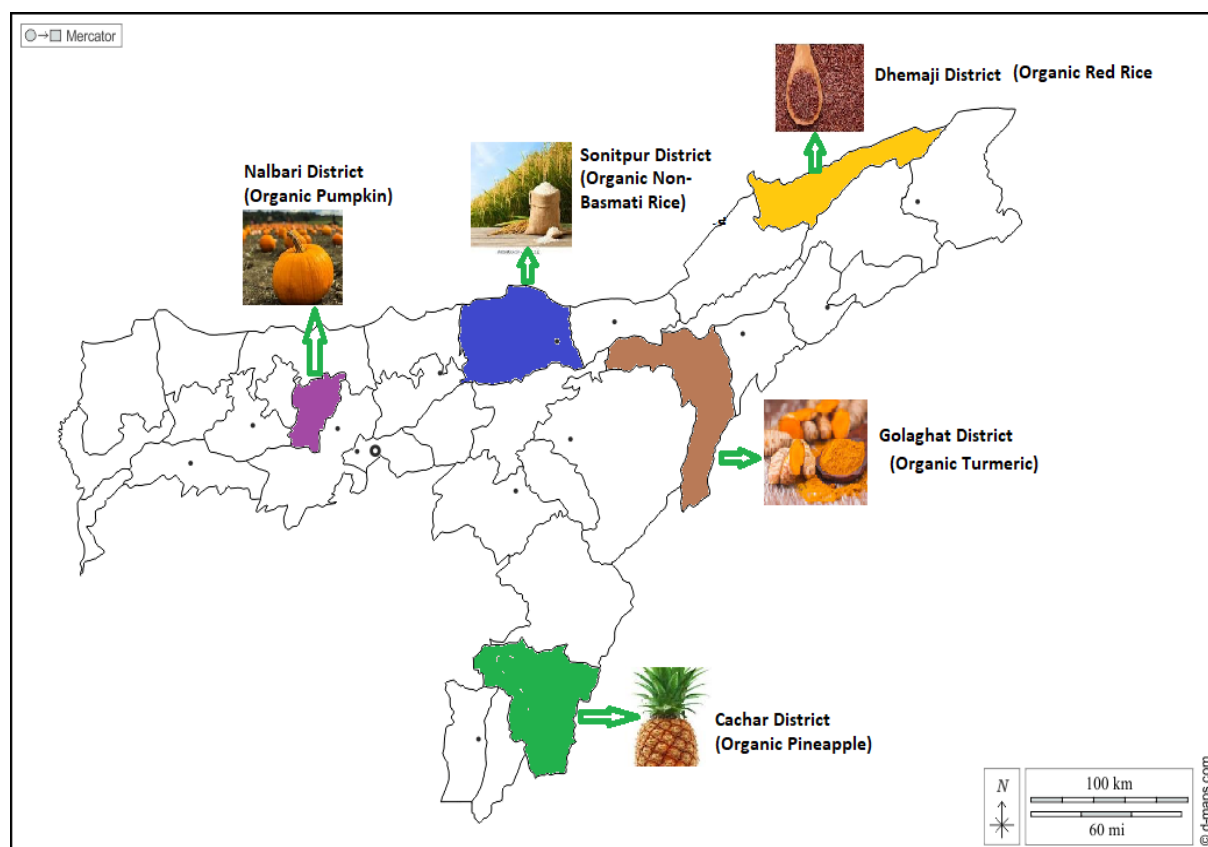 Mercator
Dhemaji District (Organic Red Rice
Sonitpur District
(Organic Non-
Basmati Rice)
Nalbari District
(Organic Pumpkin)
Golaghat District
(Organic Turmeric)
Cachar District
(Organic Pineapple)
N
100 km
60 mi
© d-maps.com